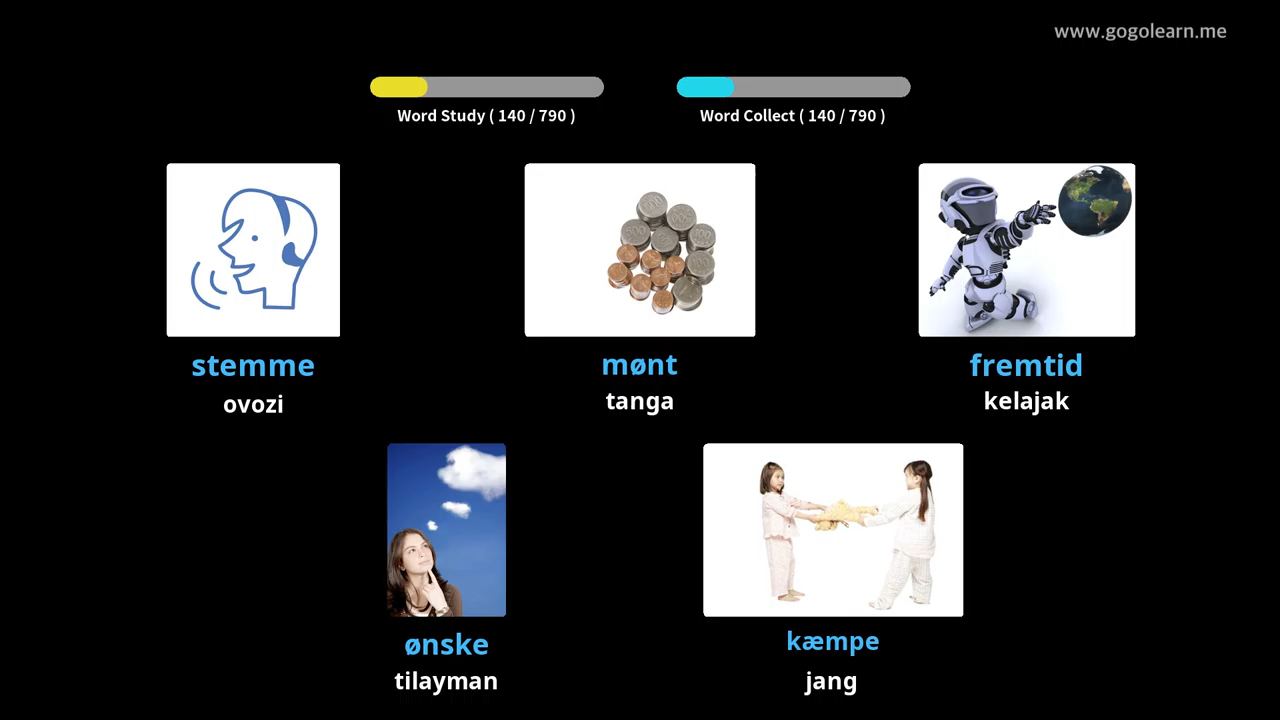 www.gogolearn.me
Word Study ( 140 / 790 )
Word Collect ( 140 / 790 )
stemme
ovozi
mønt
tanga
fremtid
kelajak
ønske
tilayman
kæmpe
jang